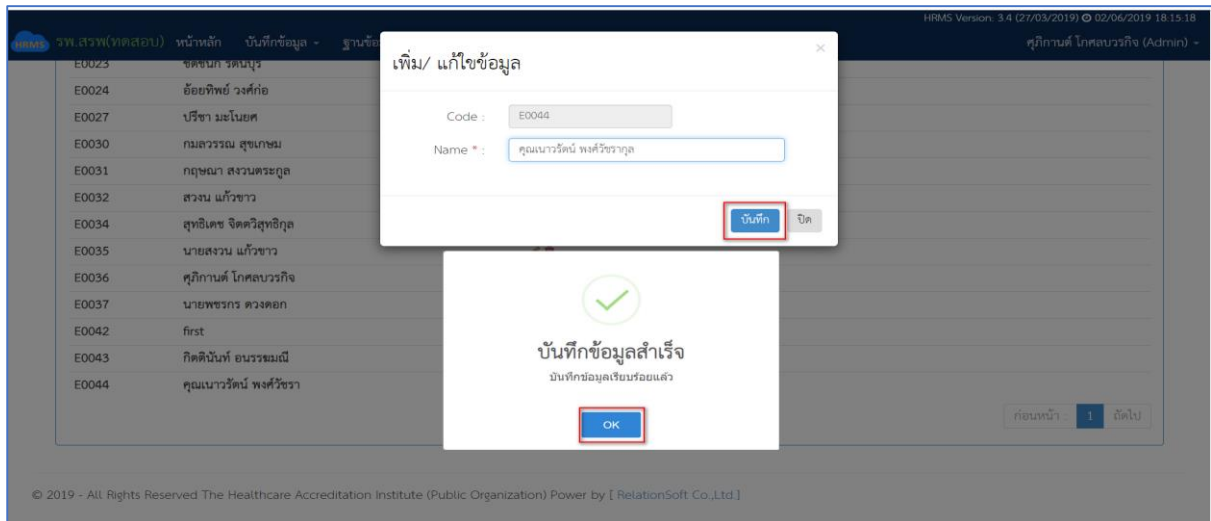 HRMS Version: 3.4 (27/03/2019) 02/06/2019 18:15:18
HRMS รพ.สรพ(ทดสอบ) หน้าหลัก บันทึกข้อมูล ศุภิกานต์ โกศลบวรกิจ (Admin)
เพิ่ม/ แก้ไขข้อมูล
×
Code : E0044
Name * : คุณเนาวรัตน์ พงศ์วัชรากุล
บันทึก ปิด
E0023
E0024 อ้อยทิพย์ วงศ์ก่อ
E0027 ปรีชา มะโนยศ
E0030 กมลวรรณ สุขเกษม
E0031 กฤษณา สงวนตระกูล
E0032 สวงน แก้วขาว
E0034 สุทธิเดช จิตตวิสุทธิกุล
E0035 นายสงวน แก้วขาว
E0036 ศุภิกานต์ โกศลบวรกิจ
E0037 นายพชรกร ดวงดอก
E0042 first
E0043 กิตตินันท์ อนรรฆมณี
E0044 คุณเนาวรัตน์ พงศ์วัชรา
บันทึกข้อมูลสำเร็จ
บันทึกข้อมูลเรียบร้อยแล้ว
OK
ก่อนหน้า : 1 ถัดไป
© 2019 - All Rights Reserved The Healthcare Accreditation Institute (Public Organization) Power by [ RelationSoft Co.,Ltd.]